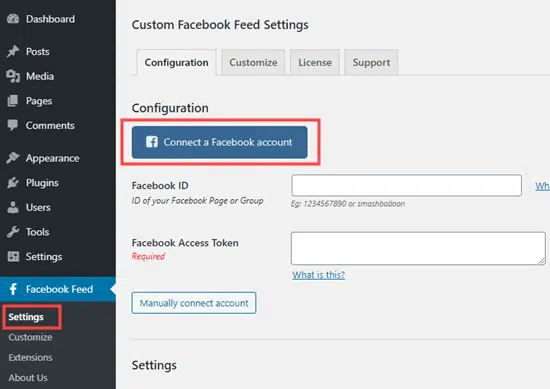 Dashboard
Posts
Media
Pages
Comments
Appearance
Plugins
Users
Tools
Settings
Facebook Feed
Settings
Customize
Extensions
About Us
Custom Facebook Feed Settings
Configuration
Customize
License
Support
Configuration
Connect a Facebook account
Facebook ID
ID of your Facebook Page or Group
Eg: 1234567890 or smashballoon
Facebook Access Token
Required
What is this?
Manually connect account
Settings